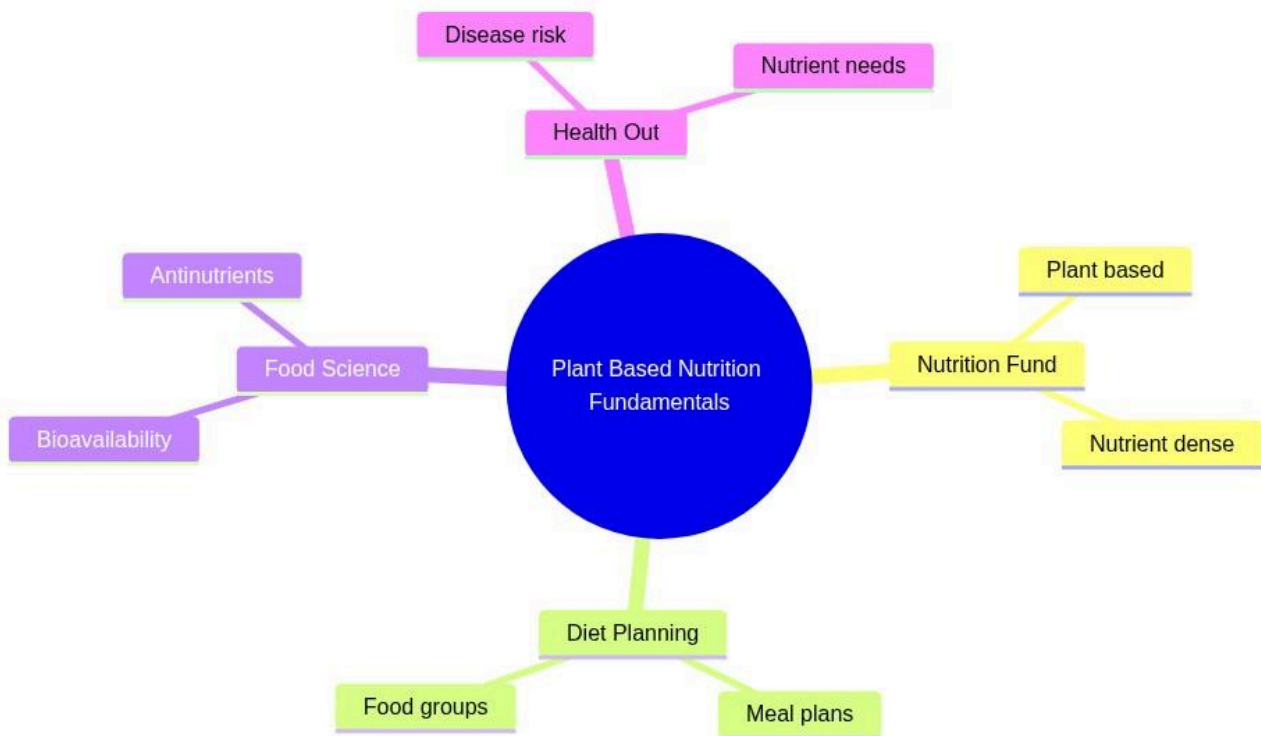 Disease risk
Nutrient needs
Health Out
Antinutrients
Plant based
Food Science
Plant Based Nutrition
Fundamentals
Nutrition Fund
Bioavailability
Nutrient dense
Diet Planning
Food groups
Meal plans